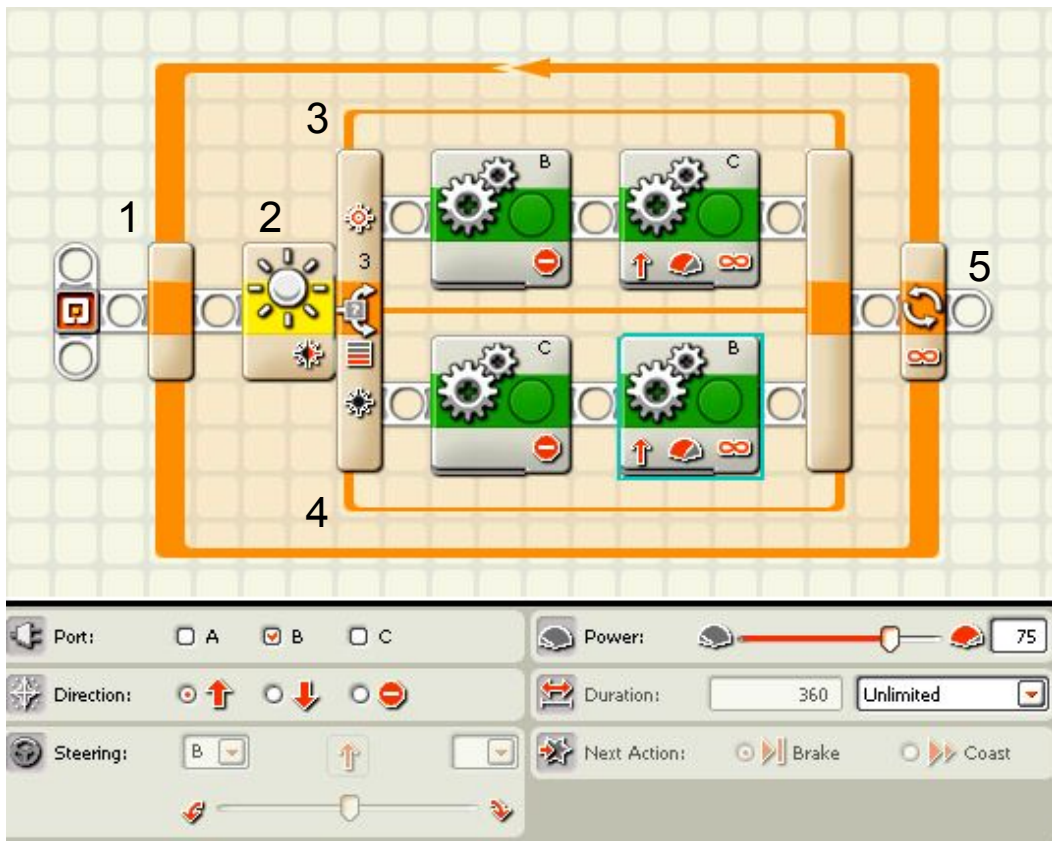 3
B
C
1
2
3
5
C
B
4
Port: A B C Power: 75
Direction: Duration: 360 Unlimited
Steering: B Next Action: Brake Coast